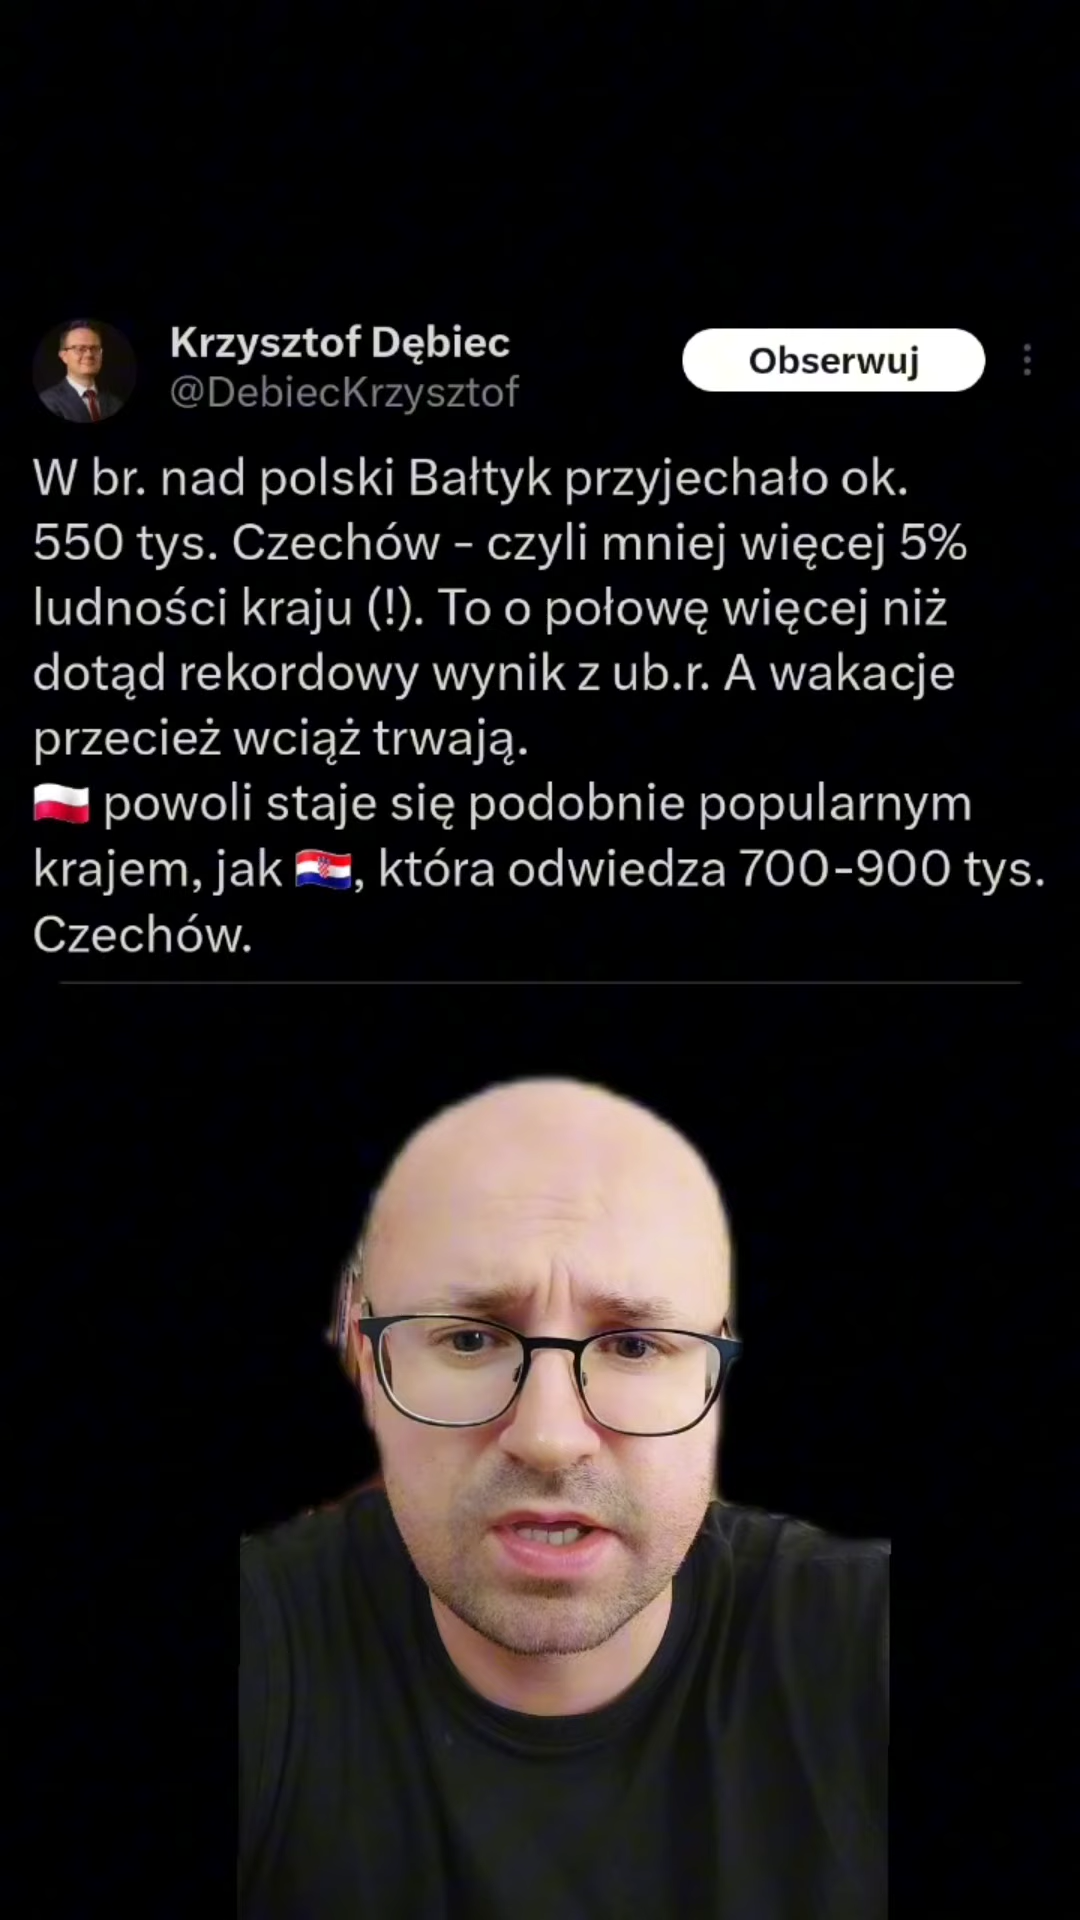 Krzysztof Dębiec
@DebiecKrzysztof
Obserwuj
W br. nad polski Bałtyk przyjechało ok.
550 tys. Czechów - czyli mniej więcej 5%
ludności kraju (!). To o połowę więcej niż
dotąd rekordowy wynik z ub.r. A wakacje
przecież wciąż trwają.
🇵🇱 powoli staje się podobnie popularnym
krajem, jak 🇭🇷, która odwiedza 700-900 tys.
Czechów.